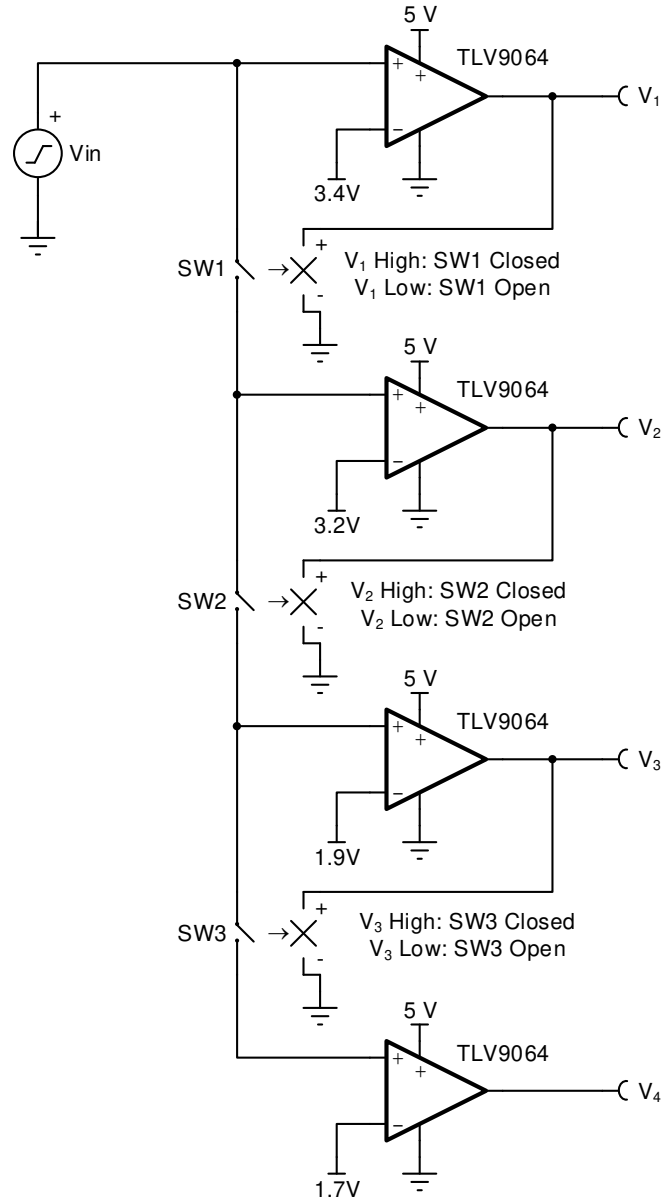 5 V
TLV9064
+
+
−
V₁
+
Vin
3.4V
+
SW1 → V₁ High: SW1 Closed
-
V₁ Low: SW1 Open
5 V
TLV9064
+
+
−
V₂
3.2V
+
SW2 → V₂ High: SW2 Closed
-
V₂ Low: SW2 Open
5 V
TLV9064
+
+
−
V₃
1.9V
+
SW3 → V₃ High: SW3 Closed
-
V₃ Low: SW3 Open
5 V
TLV9064
+
+
−
V₄
1.7V